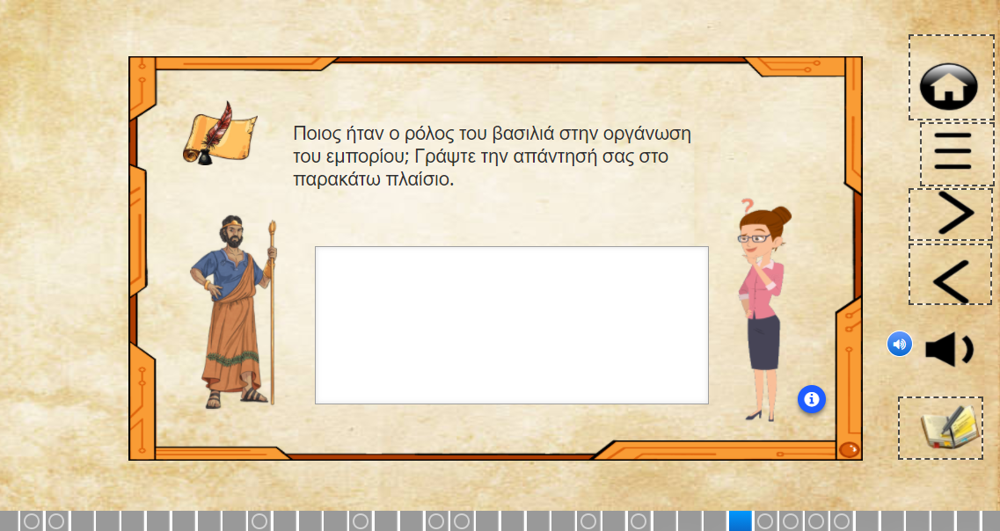 Ποιος ήταν ο ρόλος του βασιλιά στην οργάνωση
του εμπορίου; Γράψτε την απάντησή σας στο
παρακάτω πλαίσιο.